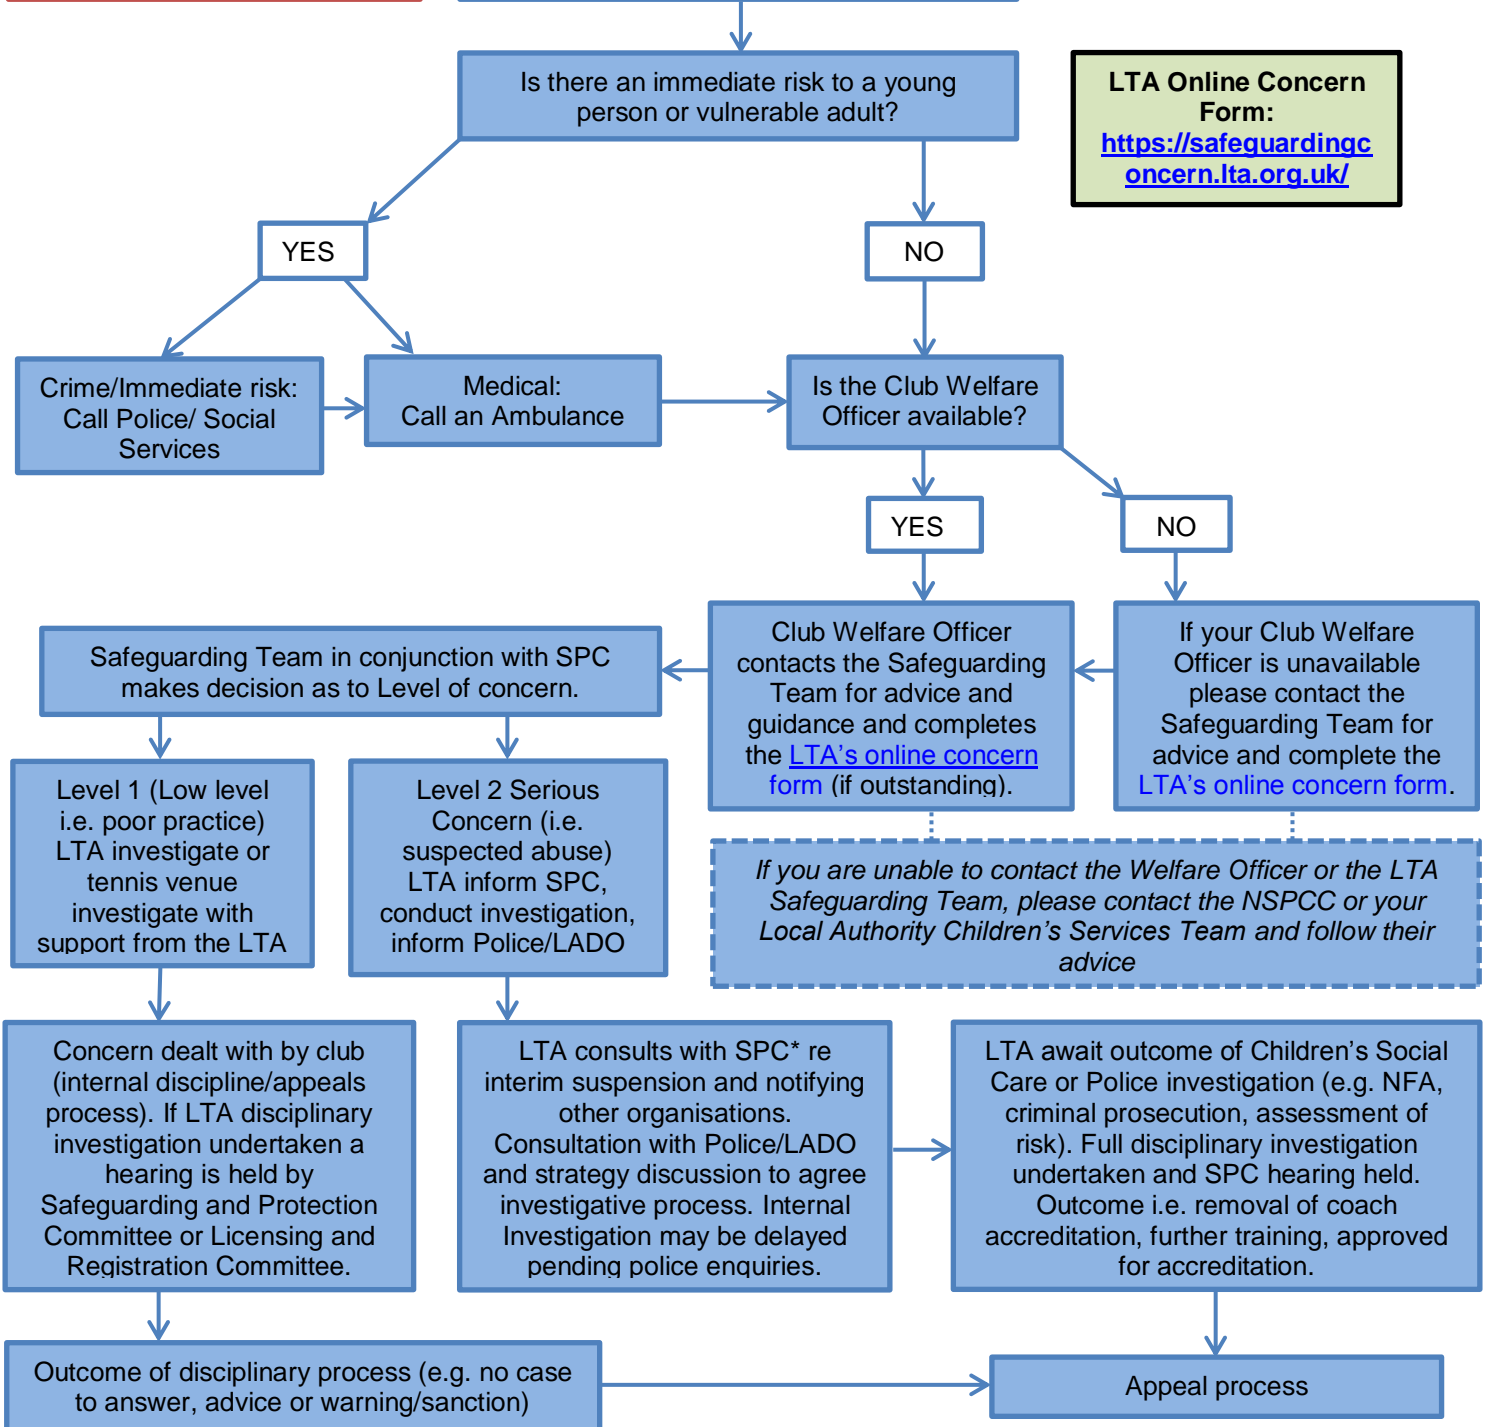 Is there an immediate risk to a young
person or vulnerable adult?
LTA Online Concern
Form:
https://safeguardingc
oncern.lta.org.uk/
YES
NO
Crime/Immediate risk:
Call Police/ Social
Services
Medical:
Call an Ambulance
Is the Club Welfare
Officer available?
YES
NO
Safeguarding Team in conjunction with SPC
makes decision as to Level of concern.
Club Welfare Officer
contacts the Safeguarding
Team for advice and
guidance and completes
the LTA’s online concern
form (if outstanding).
If your Club Welfare
Officer is unavailable
please contact the
Safeguarding Team for
advice and complete the
LTA’s online concern form.
Level 1 (Low level
i.e. poor practice)
LTA investigate or
tennis venue
investigate with
support from the LTA
Level 2 Serious
Concern (i.e.
suspected abuse)
LTA inform SPC,
conduct investigation,
inform Police/LADO
If you are unable to contact the Welfare Officer or the LTA
Safeguarding Team, please contact the NSPCC or your
Local Authority Children’s Services Team and follow their
advice
Concern dealt with by club
(internal discipline/appeals
process). If LTA disciplinary
investigation undertaken a
hearing is held by
Safeguarding and Protection
Committee or Licensing and
Registration Committee.
LTA consults with SPC* re
interim suspension and notifying
other organisations.
Consultation with Police/LADO
and strategy discussion to agree
investigative process. Internal
Investigation may be delayed
pending police enquiries.
LTA await outcome of Children’s Social
Care or Police investigation (e.g. NFA,
criminal prosecution, assessment of
risk). Full disciplinary investigation
undertaken and SPC hearing held.
Outcome i.e. removal of coach
accreditation, further training, approved
for accreditation.
Outcome of disciplinary process (e.g. no case
to answer, advice or warning/sanction)
Appeal process